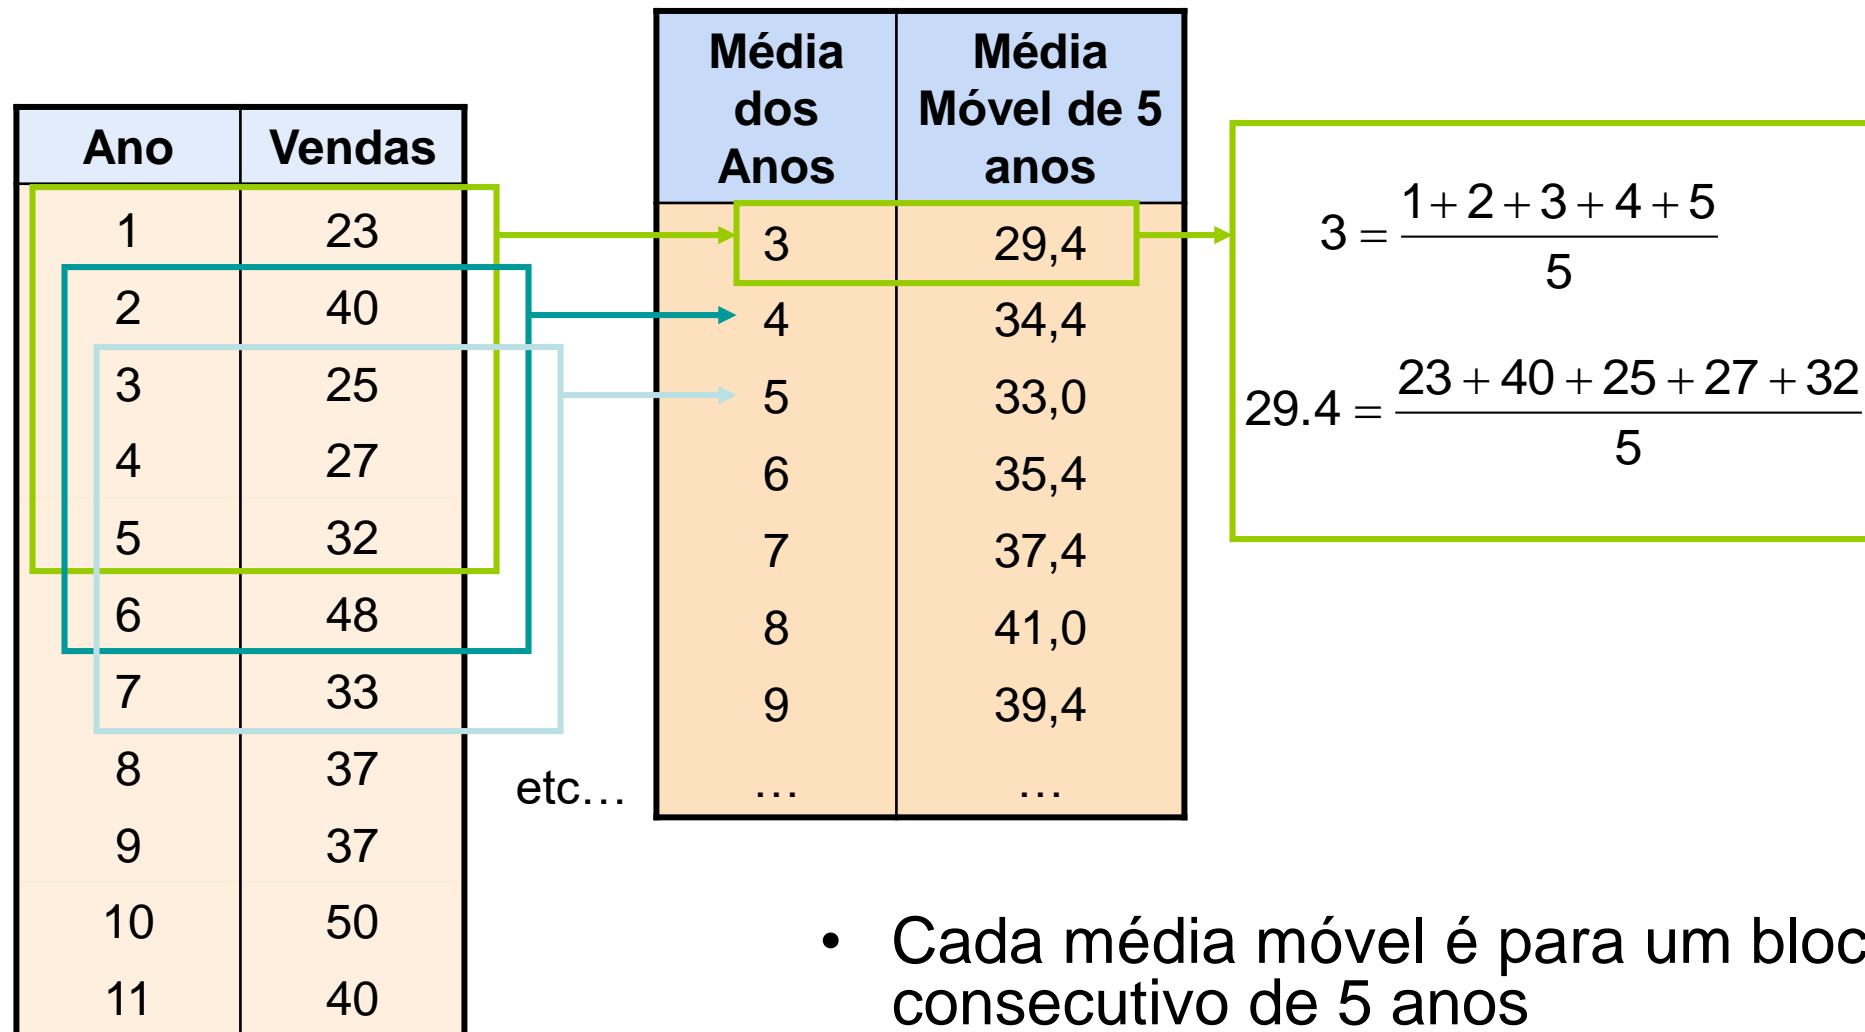 Ano Vendas
1 23
2 40
3 25
4 27
5 32
6 48
7 33
8 37
9 37
10 50
11 40
etc…
Média Média
dos Móvel de 5
Anos anos
3 29,4
4 34,4
5 33,0
6 35,4
7 37,4
8 41,0
9 39,4
… …
3 = 1+2+3+4+5
5
29.4 = 23+40+25+27+32
5
• Cada média móvel é para um bloc
consecutivo de 5 anos